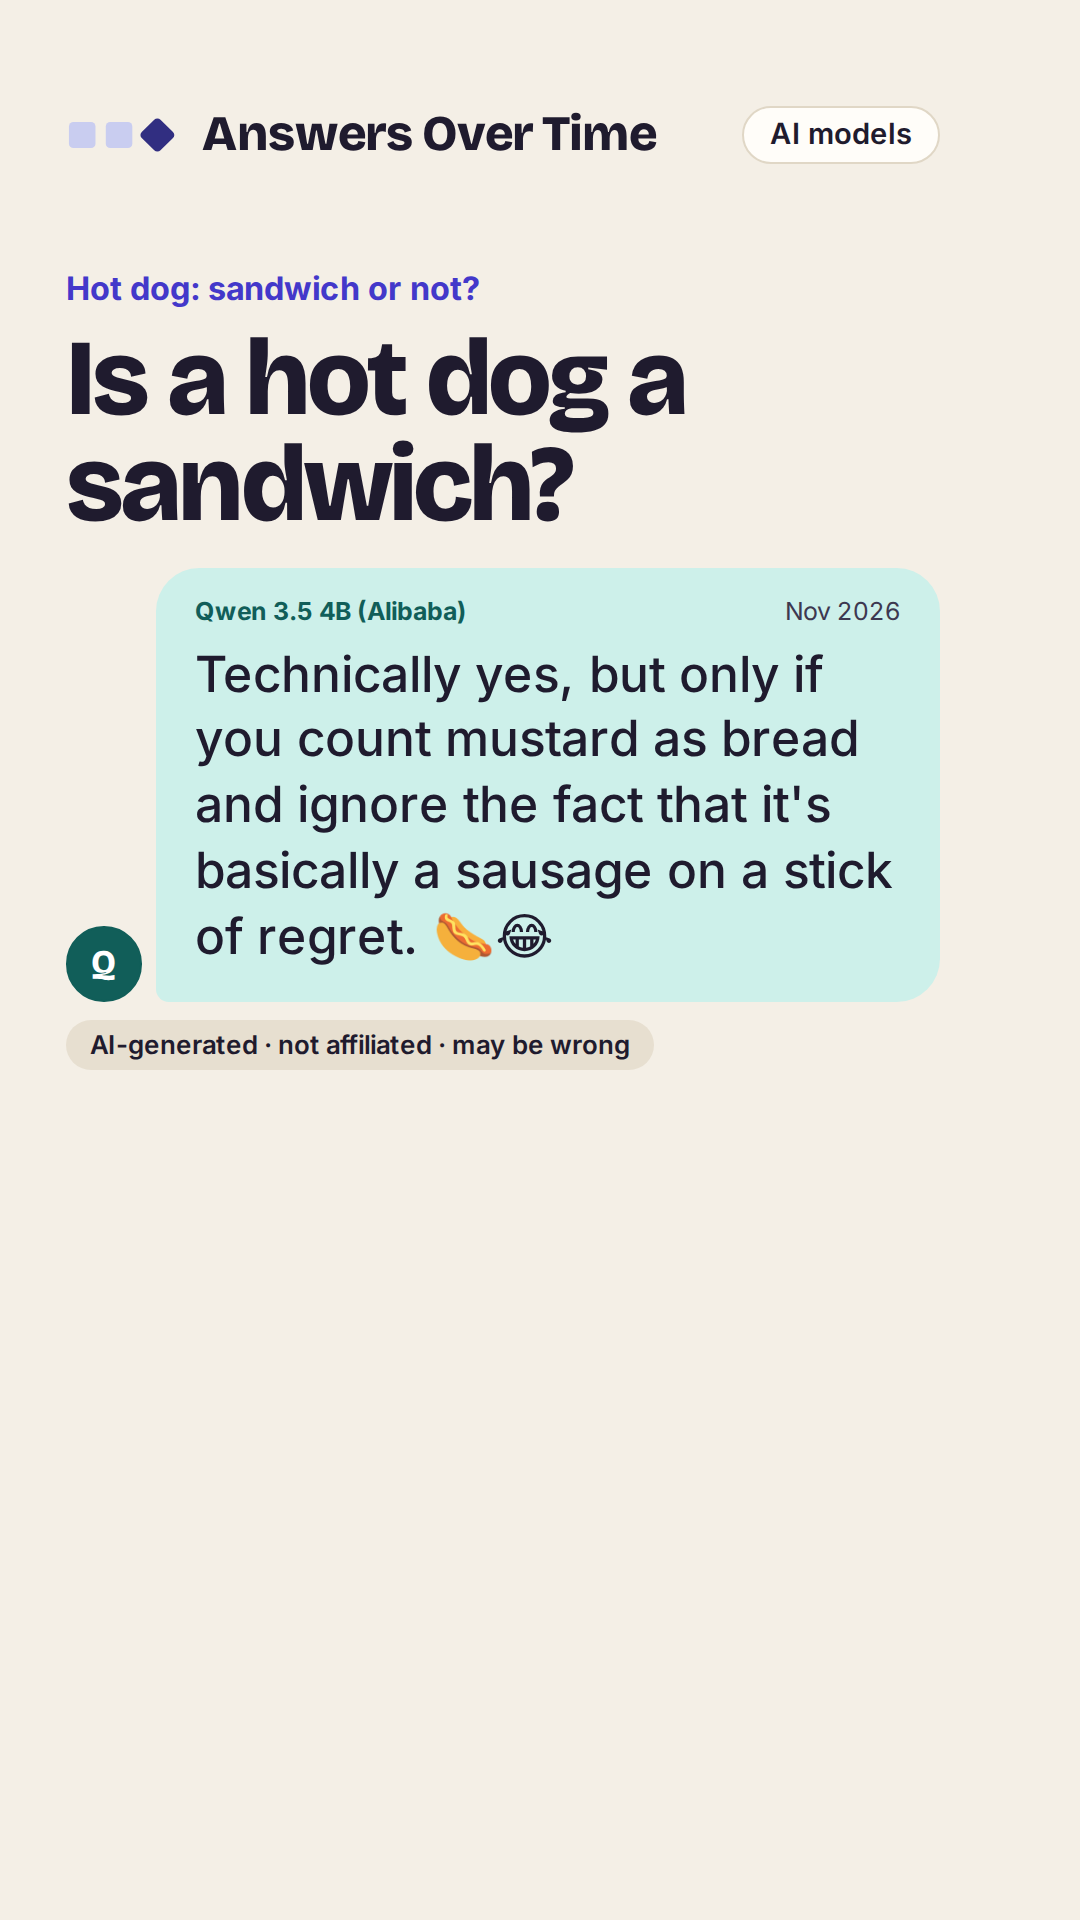 Answers Over Time
AI models
Hot dog: sandwich or not?
Is a hot dog a
sandwich?
Qwen 3.5 4B (Alibaba)
Nov 2026
Technically yes, but only if
you count mustard as bread
and ignore the fact that it's
basically a sausage on a stick
of regret. 🌭😂
Q
AI-generated · not affiliated · may be wrong